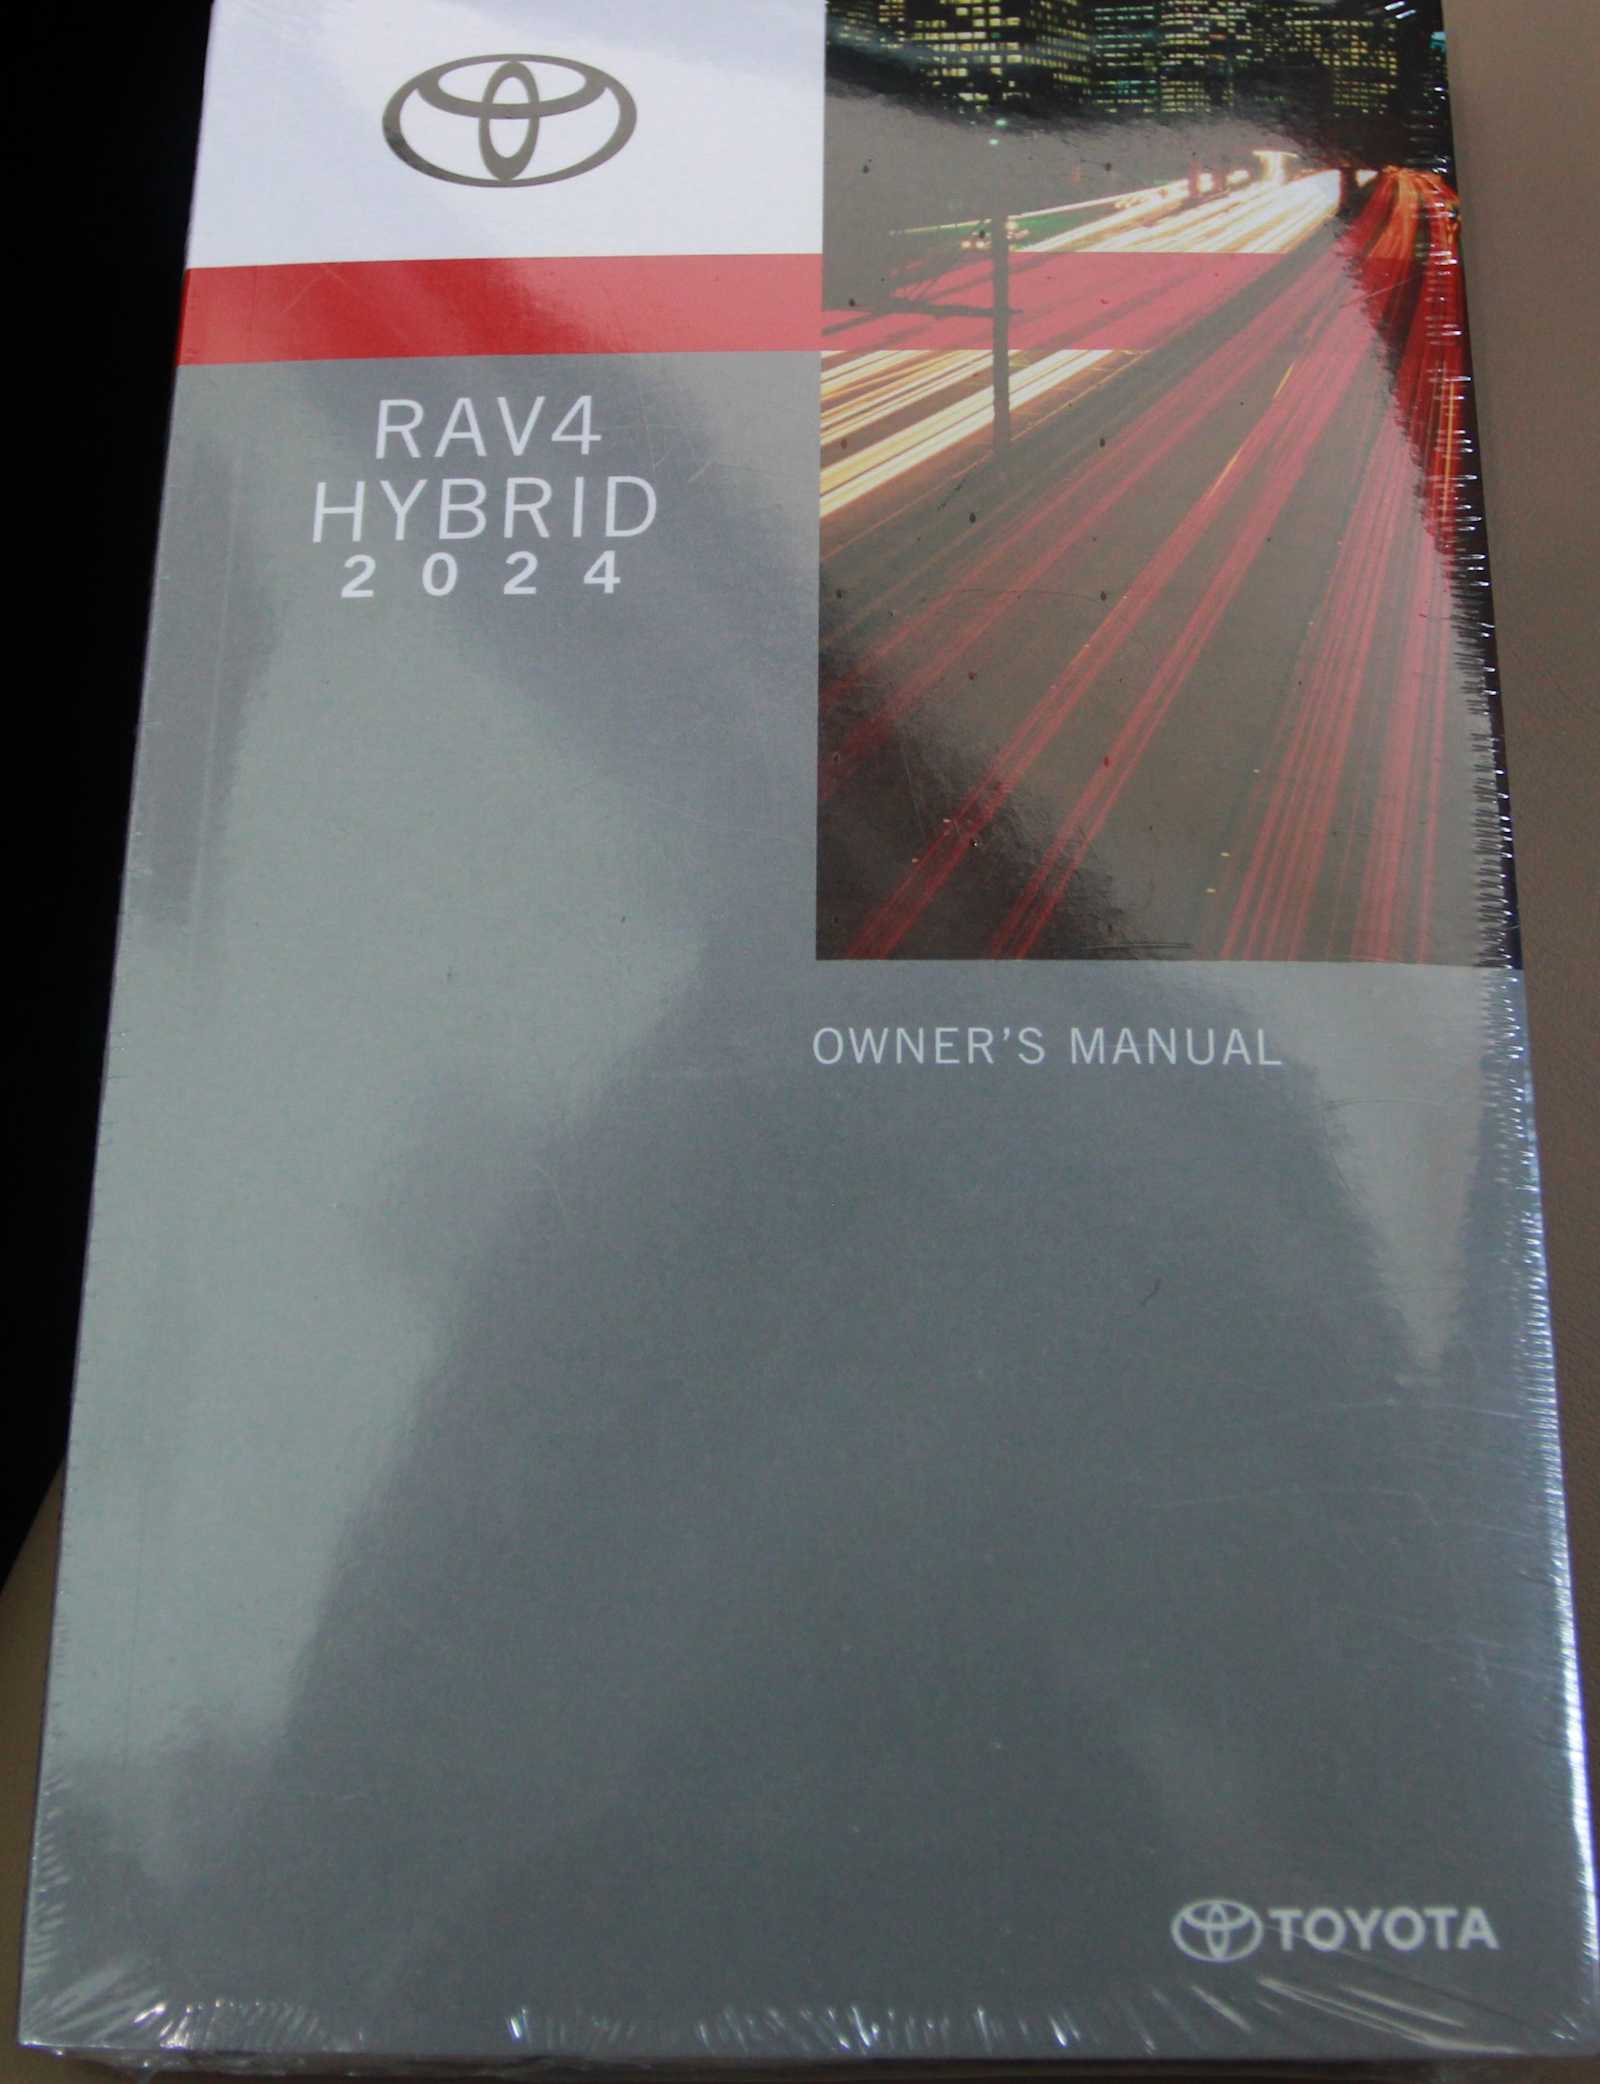 RAV4
HYBRID
2024
OWNER'S MANUAL
TOYOTA